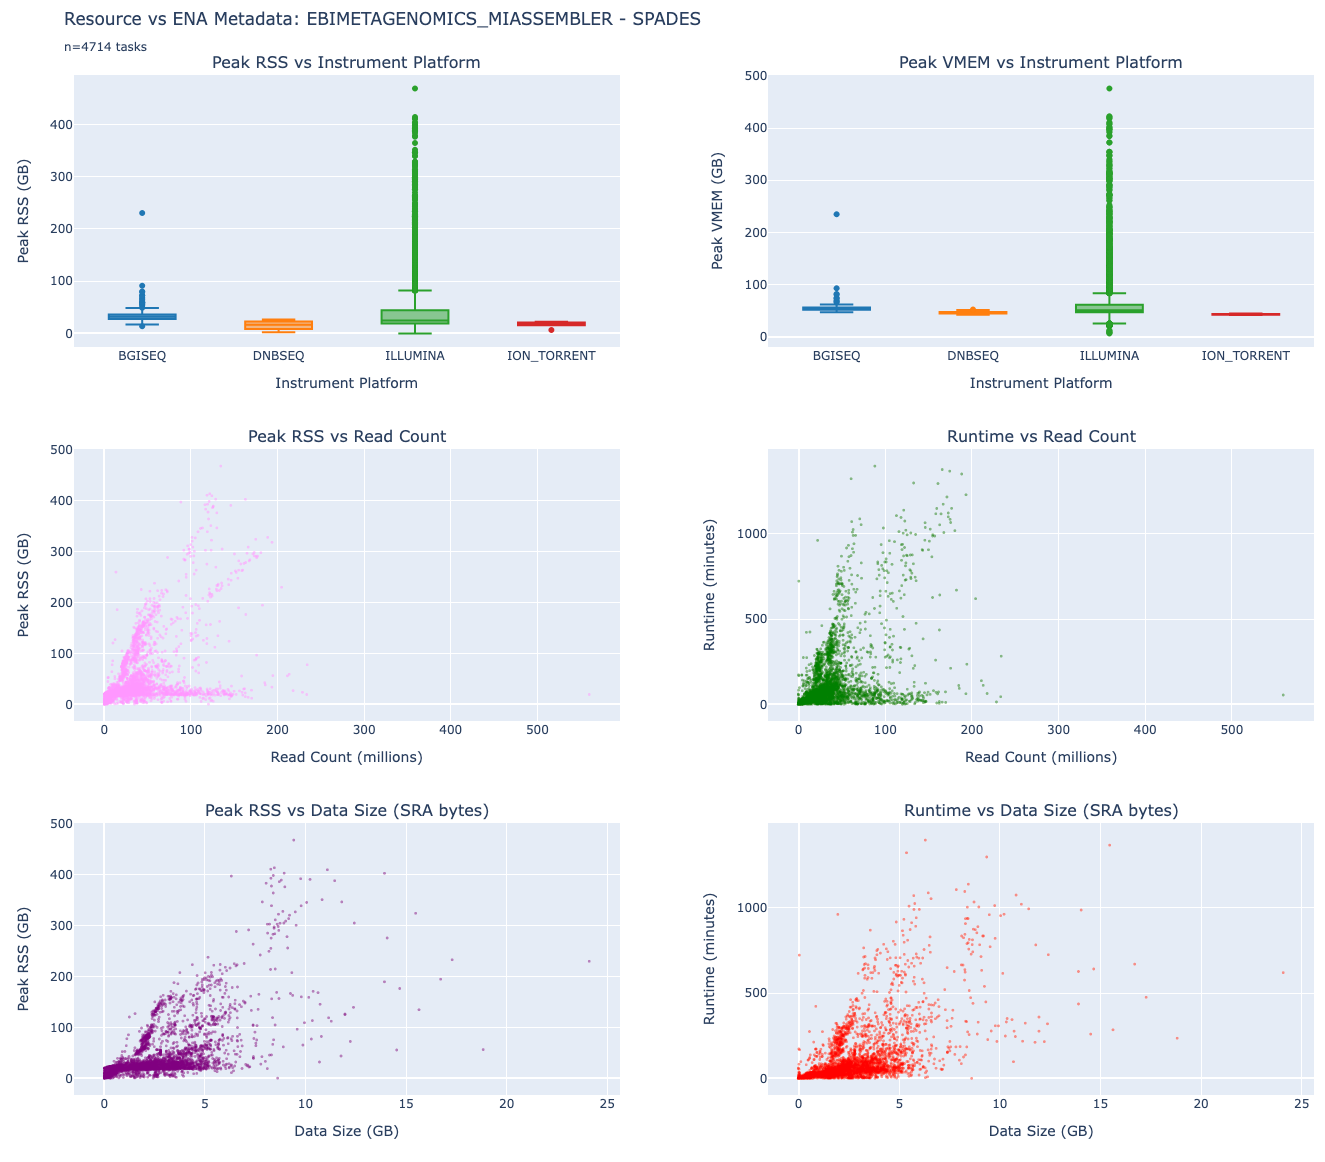 Resource vs ENA Metadata: EBIMETAGENOMICS_MIASSEMBLER - SPADES
n=4714 tasks
Peak RSS vs Instrument Platform
Peak RSS (GB)
400
300
200
100
0
BGISEQ DNBSEQ ILLUMINA ION_TORRENT
Instrument Platform
Peak VMEM vs Instrument Platform
Peak VMEM (GB)
500
400
300
200
100
0
BGISEQ DNBSEQ ILLUMINA ION_TORRENT
Instrument Platform
Peak RSS vs Read Count
Peak RSS (GB)
500
400
300
200
100
0
0 100 200 300 400 500
Read Count (millions)
Runtime vs Read Count
Runtime (minutes)
1000
500
0
0 100 200 300 400 500
Read Count (millions)
Peak RSS vs Data Size (SRA bytes)
Peak RSS (GB)
500
400
300
200
100
0
0 5 10 15 20 25
Data Size (GB)
Runtime vs Data Size (SRA bytes)
Runtime (minutes)
1000
500
0
0 5 10 15 20 25
Data Size (GB)